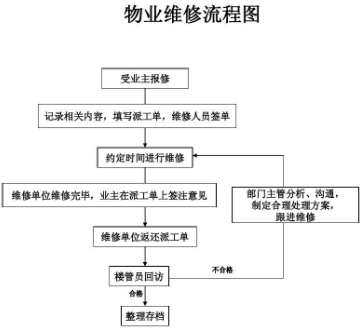 物业维修流程图
受业主报修
记录相关内容，填写派工单，维修人员签单
约定时间进行维修
维修单位维修完毕，业主在派工单上签注意见
部门主管分析、沟通，
制定合理处理方案，
跟进维修
维修单位返还派工单
楼管员回访
不合格
合格
整理存档